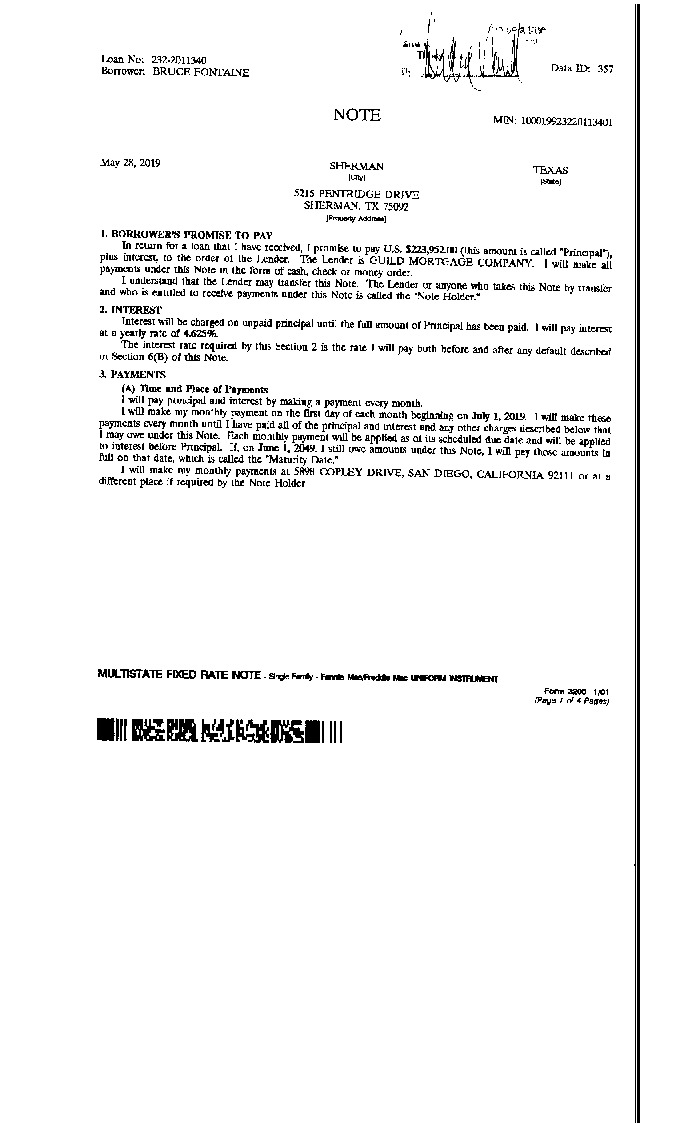 Loan No: 232-2011340
Borrower: BRUCE FONTAINE
Data ID: 357
NOTE
MIN: 100019923220113401
May 28, 2019
SHERMAN
[City]
TEXAS
[State]
5215 PENTRIDGE DRIVE
SHERMAN, TX 75092
[Property Address]
1. BORROWER'S PROMISE TO PAY
In return for a loan that I have received, I promise to pay U.S. $223,952.00 (this amount is called "Principal"),
plus interest, to the order of the Lender. The Lender is GUILD MORTGAGE COMPANY. I will make all
payments under this Note in the form of cash, check or money order.
I understand that the Lender may transfer this Note. The Lender or anyone who takes this Note by transfer
and who is entitled to receive payments under this Note is called the "Note Holder."
2. INTEREST
Interest will be charged on unpaid principal until the full amount of Principal has been paid. I will pay interest
at a yearly rate of 4.625%.
The interest rate required by this Section 2 is the rate I will pay both before and after any default described
in Section 6(B) of this Note.
3. PAYMENTS
(A) Time and Place of Payments
I will pay principal and interest by making a payment every month.
I will make my monthly payment on the first day of each month beginning on July 1, 2019. I will make these
payments every month until I have paid all of the principal and interest and any other charges described below that
I may owe under this Note. Each monthly payment will be applied as of its scheduled due date and will be applied
to interest before Principal. If, on June 1, 2049, I still owe amounts under this Note, I will pay those amounts in
full on that date, which is called the "Maturity Date."
I will make my monthly payments at 5898 COPLEY DRIVE, SAN DIEGO, CALIFORNIA 92111 or at a
different place if required by the Note Holder
MULTISTATE FIXED RATE NOTE - Single Family - Fannie Mae/Freddie Mac UNIFORM INSTRUMENT
Form 3200 1/01
(Page 1 of 4 Pages)